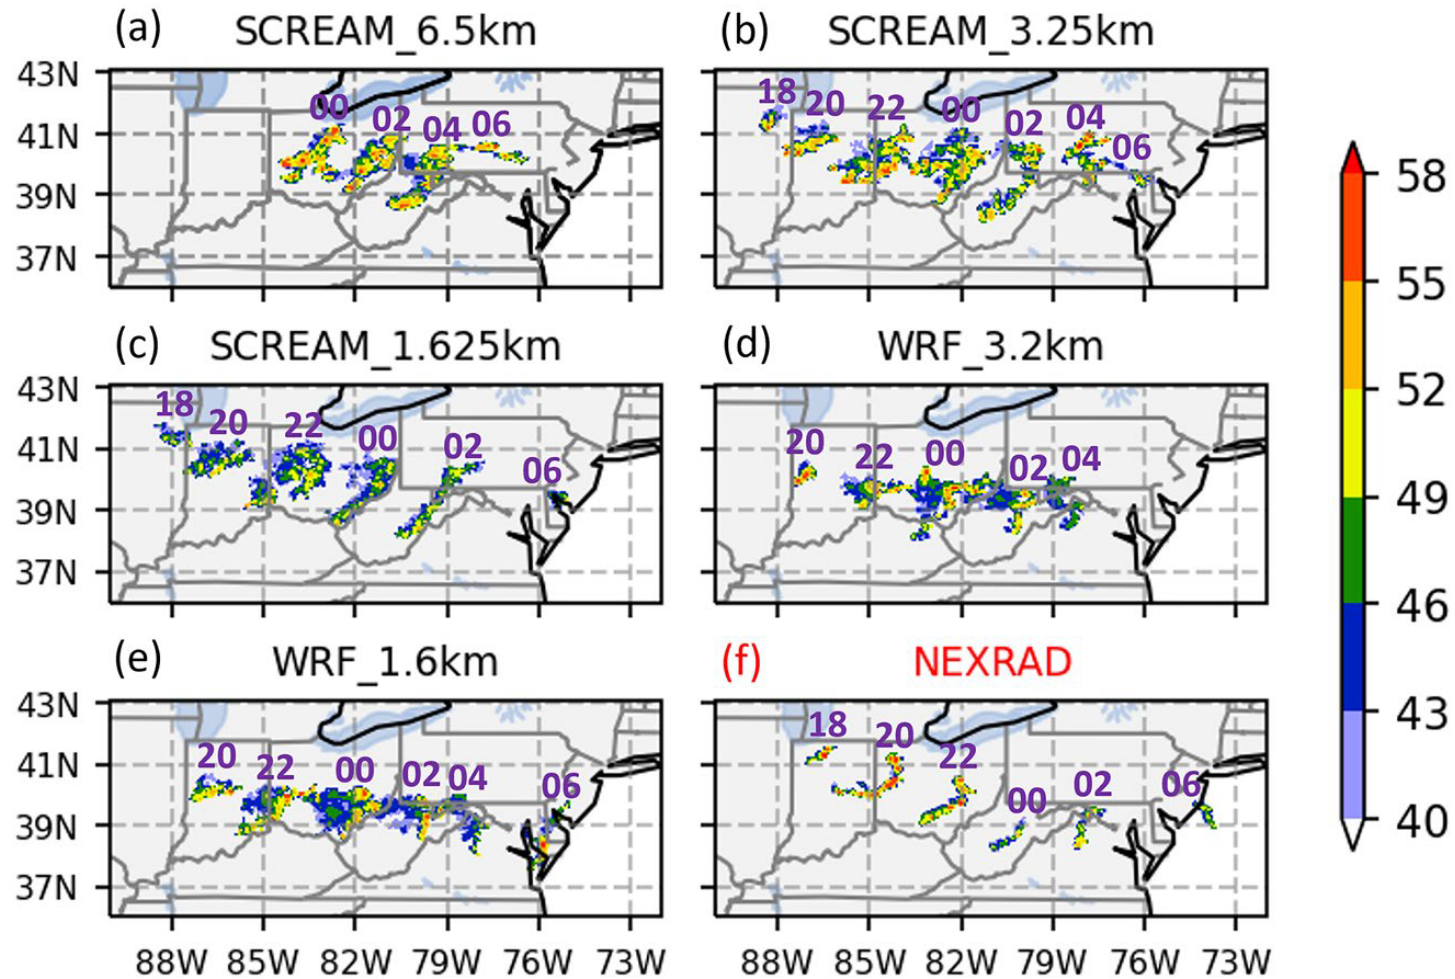 (a) SCREAM_6.5km
(b) SCREAM_3.25km
43N
41N
39N
37N
00 02 04 06
18 20 22 00 02 04 06
(c) SCREAM_1.625km
(d) WRF_3.2km
43N
41N
39N
37N
18 20 22 00 02 06
20 22 00 02 04
(e) WRF_1.6km
(f) NEXRAD
43N
41N
39N
37N
20 22 00 02 04 06
18 20 22 00 02 06
88W 85W 82W 79W 76W 73W
88W 85W 82W 79W 76W 73W
58
55
52
49
46
43
40